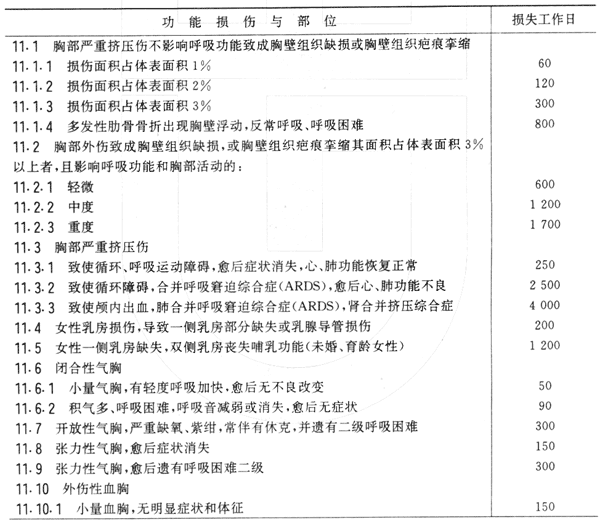 功能损伤与部位 损失工作日
11.1 胸部严重挤压伤不影响呼吸功能致成胸壁组织缺损或胸壁组织疤痕挛缩
11.1.1 损伤面积占体表面积1% 60
11.1.2 损伤面积占体表面积2% 120
11.1.3 损伤面积占体表面积3% 300
11.1.4 多发性肋骨骨折出现胸壁浮动,反常呼吸、呼吸困难 800
11.2 胸部外伤致成胸壁组织缺损,或胸壁组织疤痕挛缩其面积占体表面积3%
以上者,且影响呼吸功能和胸部活动的:
11.2.1 轻微 600
11.2.2 中度 1 200
11.2.3 重度 1 700
11.3 胸部严重挤压伤
11.3.1 致使循环、呼吸运动障碍,愈后症状消失,心、肺功能恢复正常 250
11.3.2 致使循环障碍,合并呼吸窘迫综合症(ARDS),愈后心、肺功能不良 2 500
11.3.3 致使颅内出血,肺合并呼吸窘迫综合症(ARDS),肾合并挤压综合症 4 000
11.4 女性乳房损伤,导致一侧乳房部分缺失或乳腺导管损伤 200
11.5 女性一侧乳房缺失,双侧乳房丧失哺乳功能(未婚、育龄女性) 1 200
11.6 闭合性气胸
11.6.1 小量气胸,有轻度呼吸加快,愈后无不良改变 50
11.6.2 积气多、呼吸困难,呼吸音减弱或消失,愈后无症状 90
11.7 开放性气胸,严重缺氧、紫绀,常伴有休克,并遗有二级呼吸困难 300
11.8 张力性气胸,愈后症状消失 150
11.9 张力性气胸,愈后遗有呼吸困难二级 300
11.10 外伤性血胸
11.10.1 小量血胸,无明显症状和体征 150